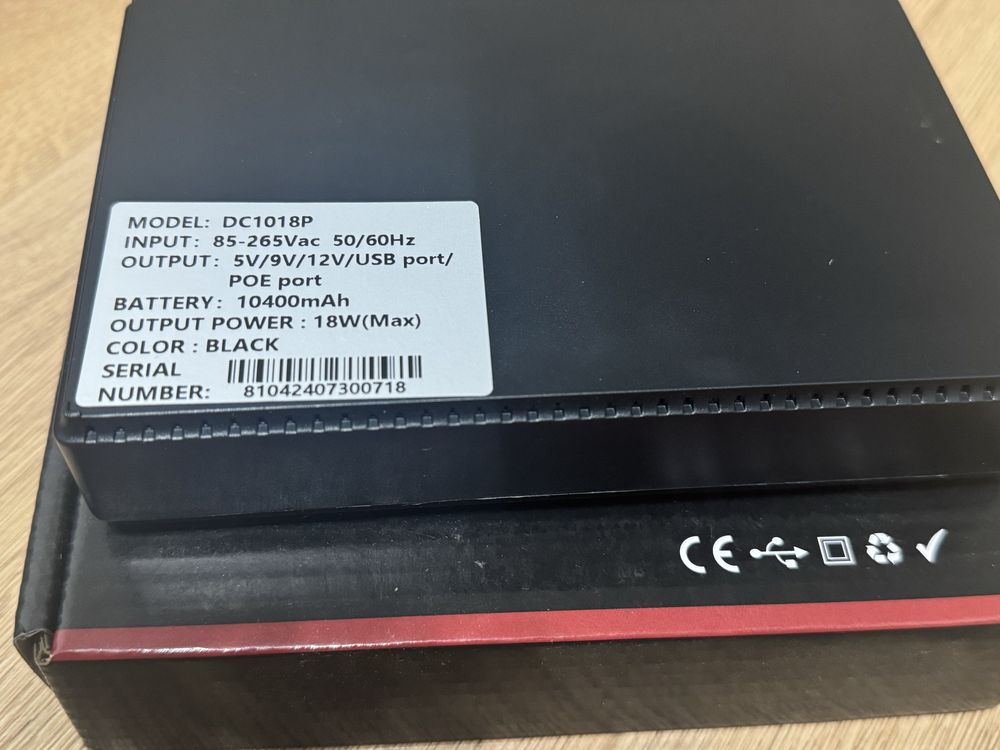 MODEL: DC1018P
INPUT: 85-265Vac 50/60Hz
OUTPUT: 5V/9V/12V/USB port/
POE port
BATTERY: 10400mAh
OUTPUT POWER : 18W(Max)
COLOR : BLACK
SERIAL
NUMBER: 81042407300718
CE